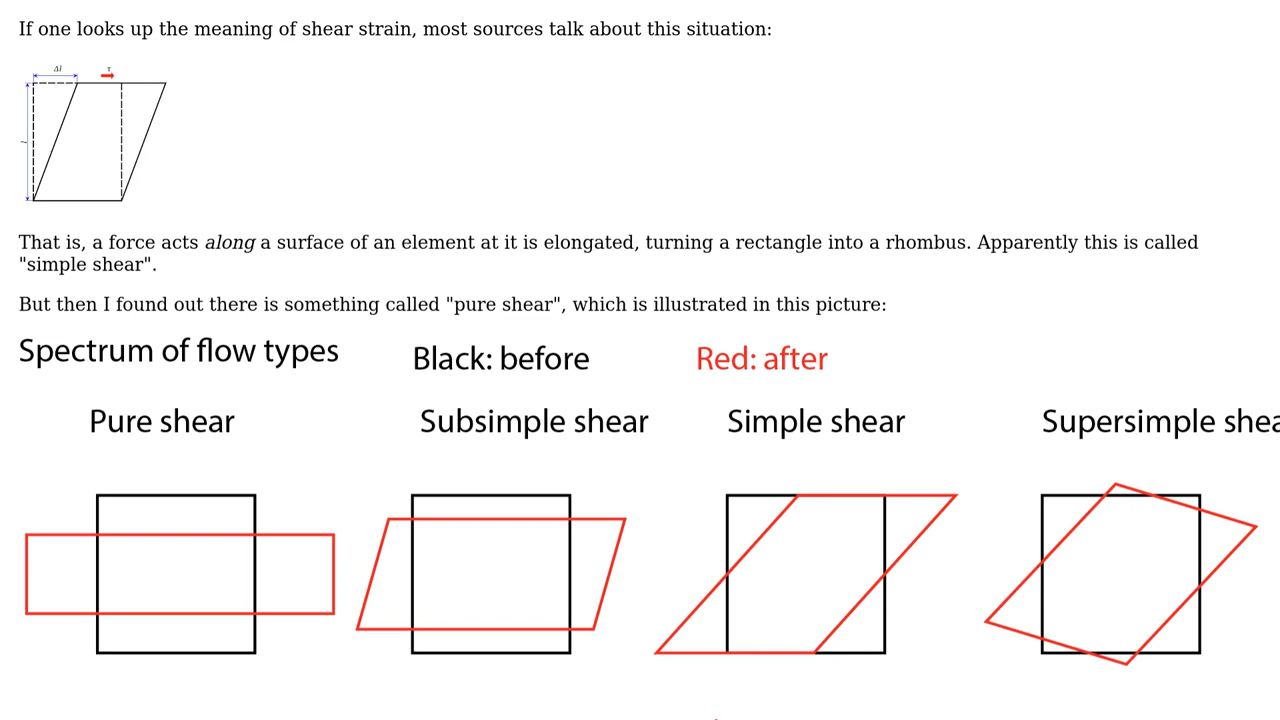 If one looks up the meaning of shear strain, most sources talk about this situation:
Δl
τ
l
That is, a force acts along a surface of an element at it is elongated, turning a rectangle into a rhombus. Apparently this is called
"simple shear".
But then I found out there is something called "pure shear", which is illustrated in this picture:
Spectrum of flow types
Black: before
Red: after
Pure shear
Subsimple shear
Simple shear
Supersimple shea